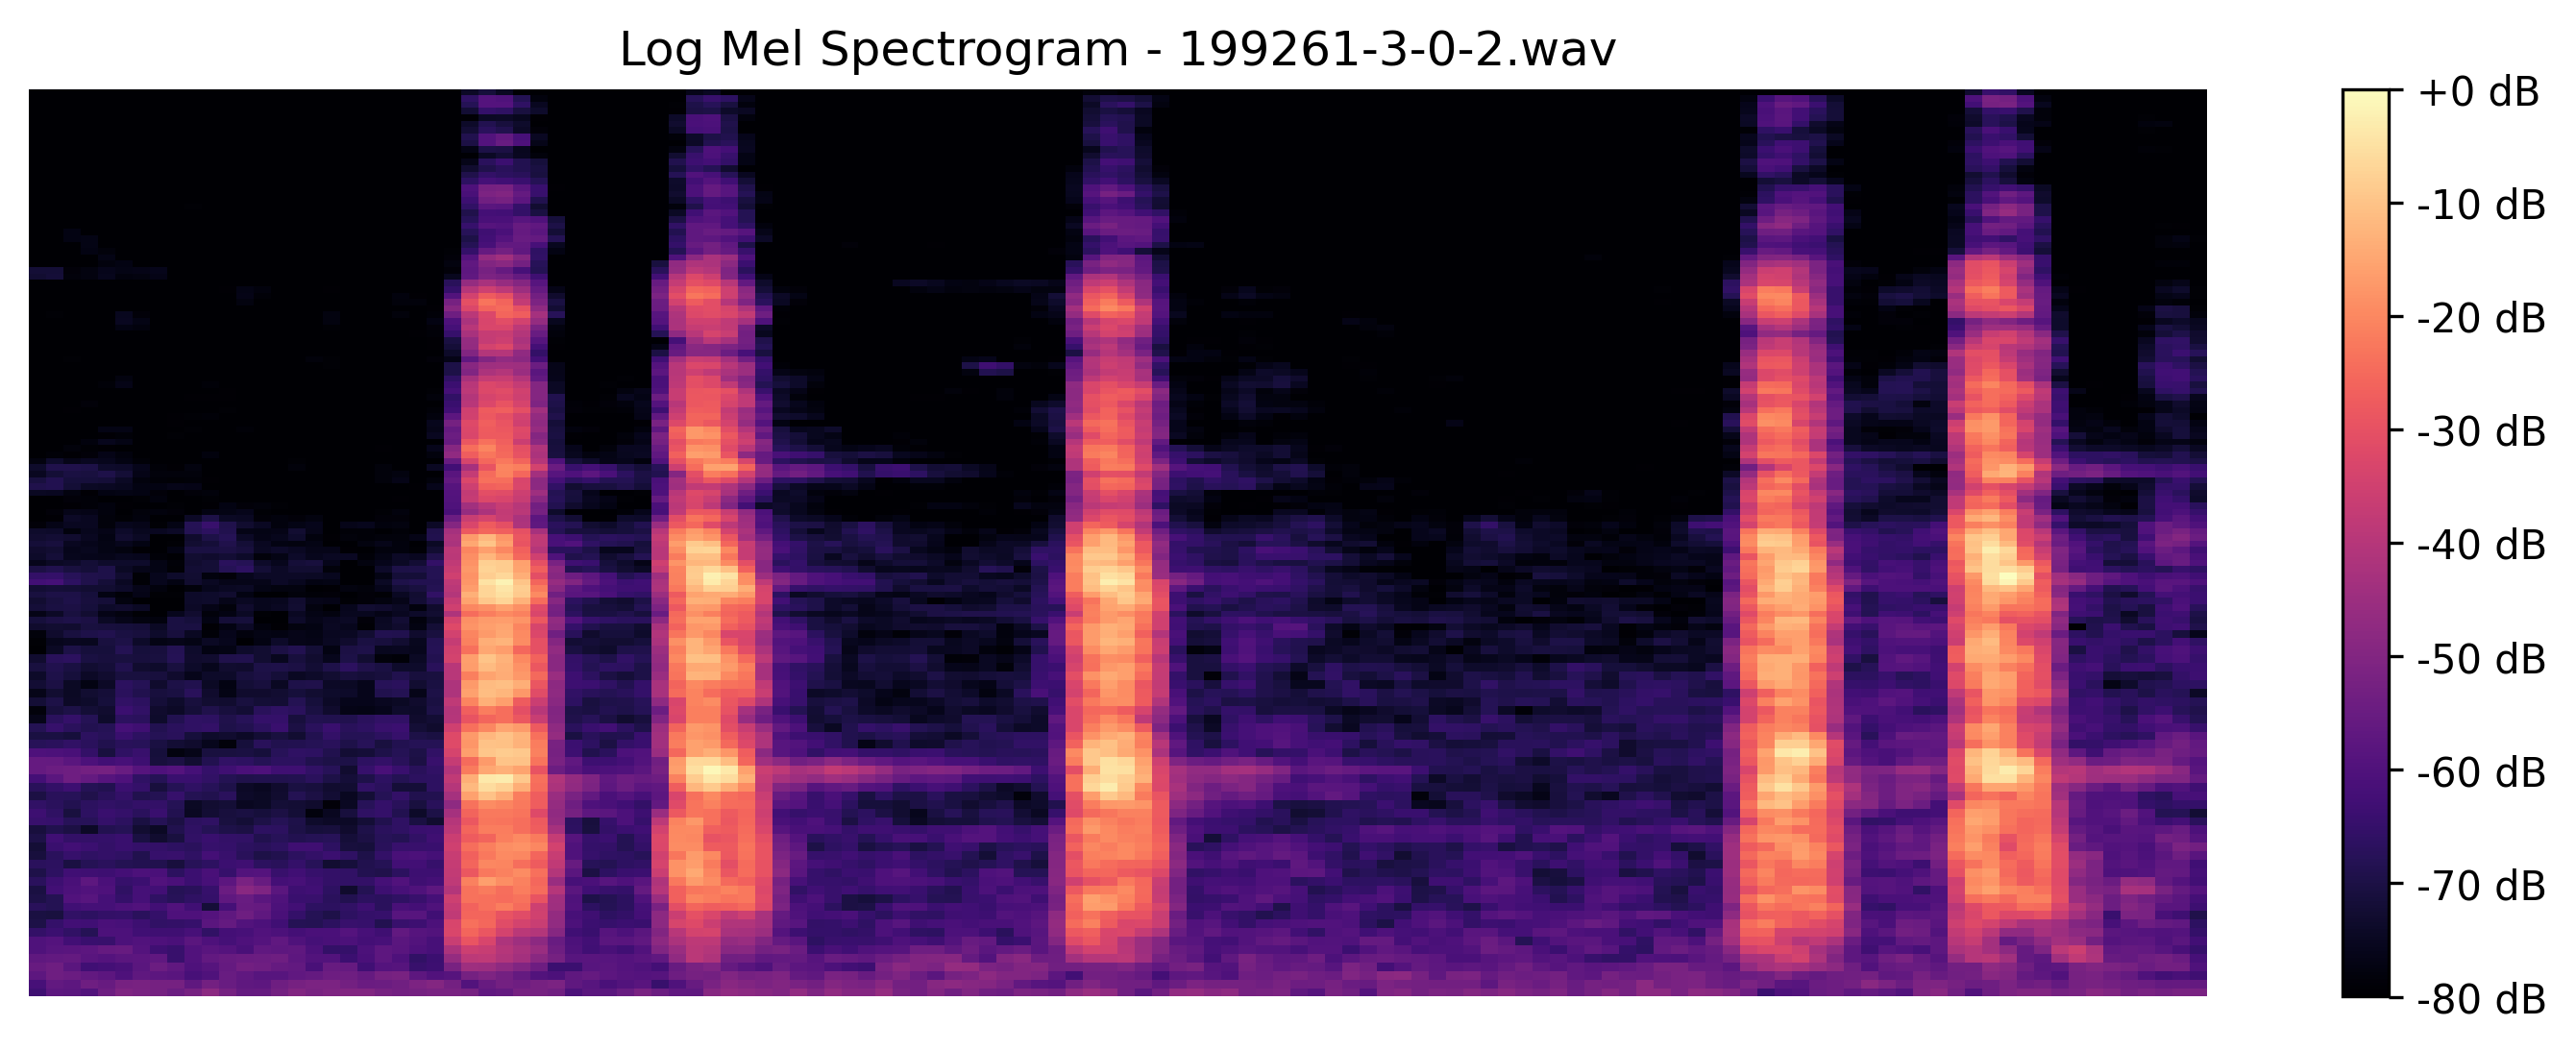 Log Mel Spectrogram - 199261-3-0-2.wav
+0 dB
-10 dB
-20 dB
-30 dB
-40 dB
-50 dB
-60 dB
-70 dB
-80 dB